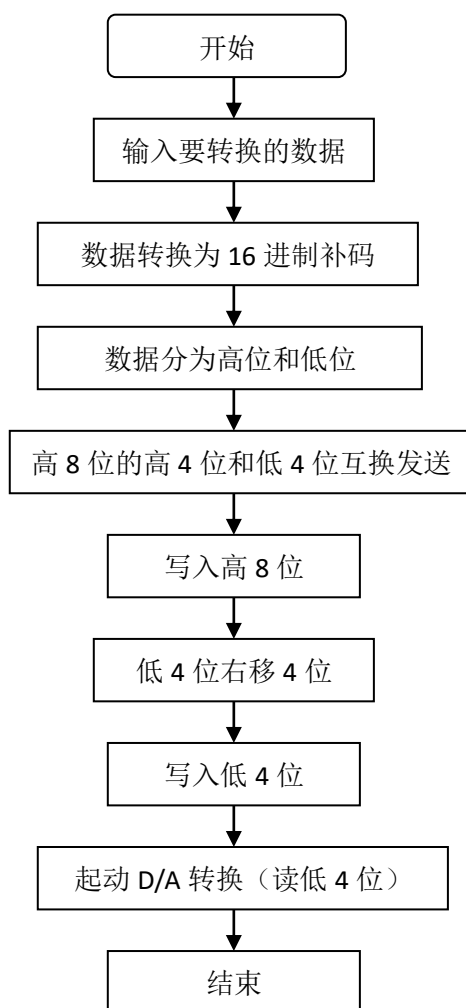 开始
输入要转换的数据
数据转换为 16 进制补码
数据分为高位和低位
高 8 位的高 4 位和低 4 位互换发送
写入高 8 位
低 4 位右移 4 位
写入低 4 位
起动 D/A 转换（读低 4 位）
结束